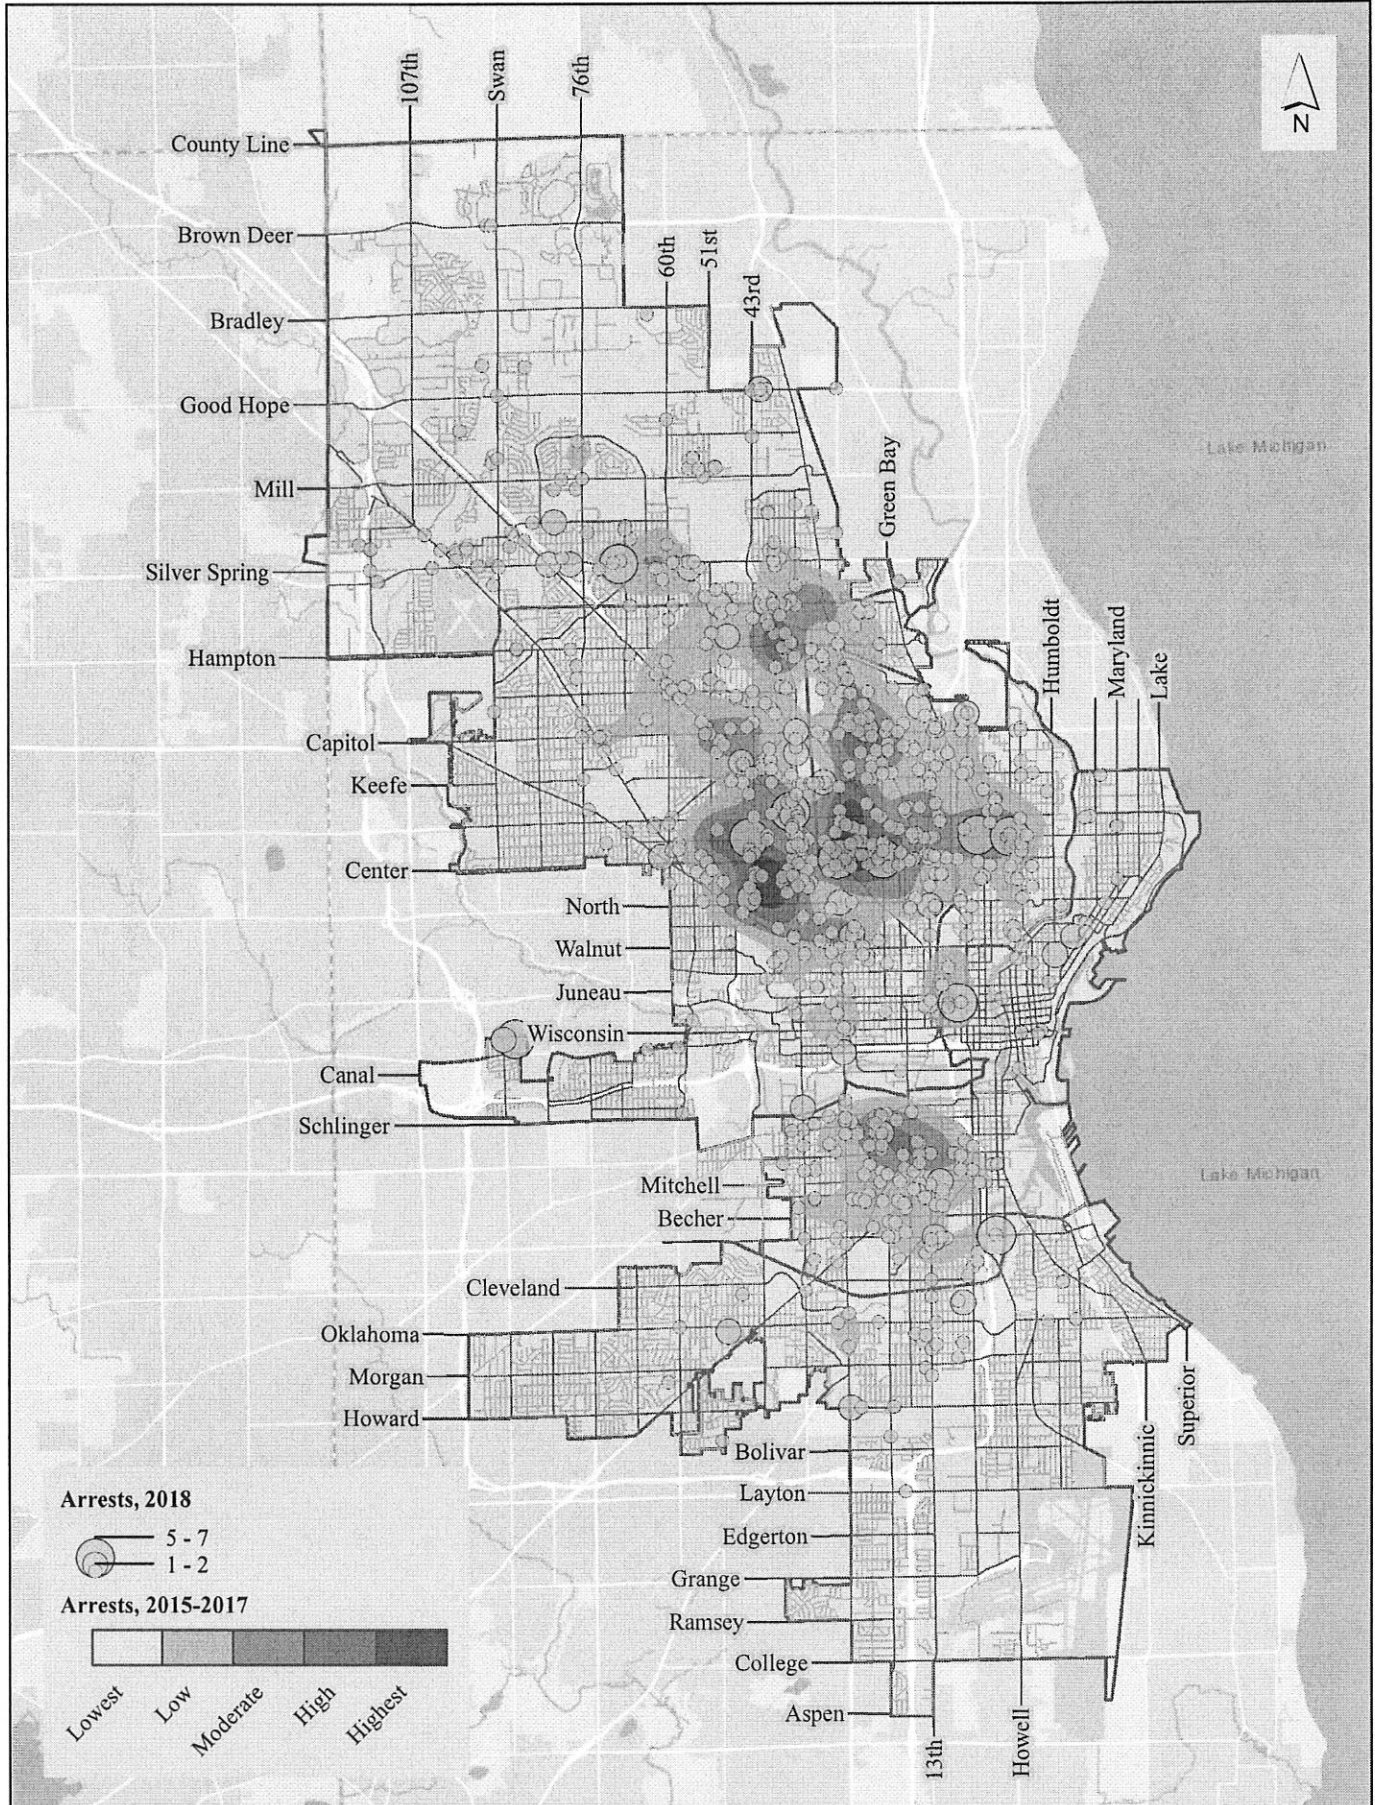 107th
Swan
76th
N
County Line
Brown Deer
60th
51st
43rd
Bradley
Good Hope
Lake Michigan
Green Bay
Mill
Silver Spring
Humboldt
Maryland
Lake
Hampton
Capitol
Keefe
Center
North
Walnut
Juneau
Wisconsin
Canal
Schlinger
Mitchell
Lake Michigan
Becher
Cleveland
Oklahoma
Morgan
Howard
Superior
Kinnickinnic
Bolivar
Layton
Edgerton
Grange
Ramsey
College
Aspen
13th
Howell
Arrests, 2018
5 - 7
1 - 2
Arrests, 2015-2017
Lowest
Low
Moderate
High
Highest